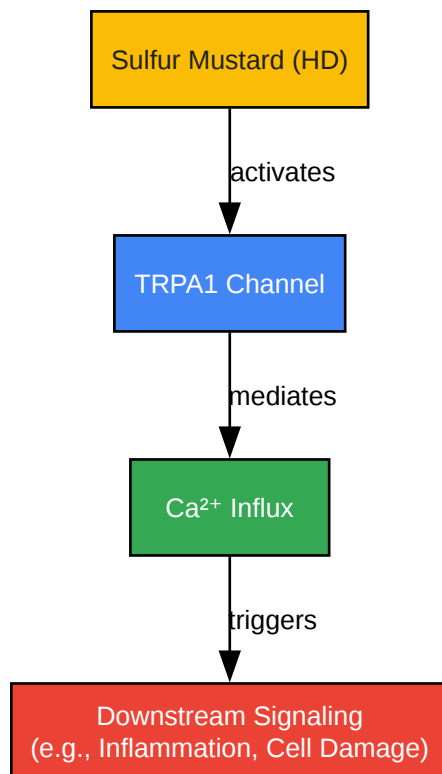 Sulfur Mustard (HD)
activates
TRPA1 Channel
mediates
Ca²⁺ Influx
triggers
Downstream Signaling
(e.g., Inflammation, Cell Damage)